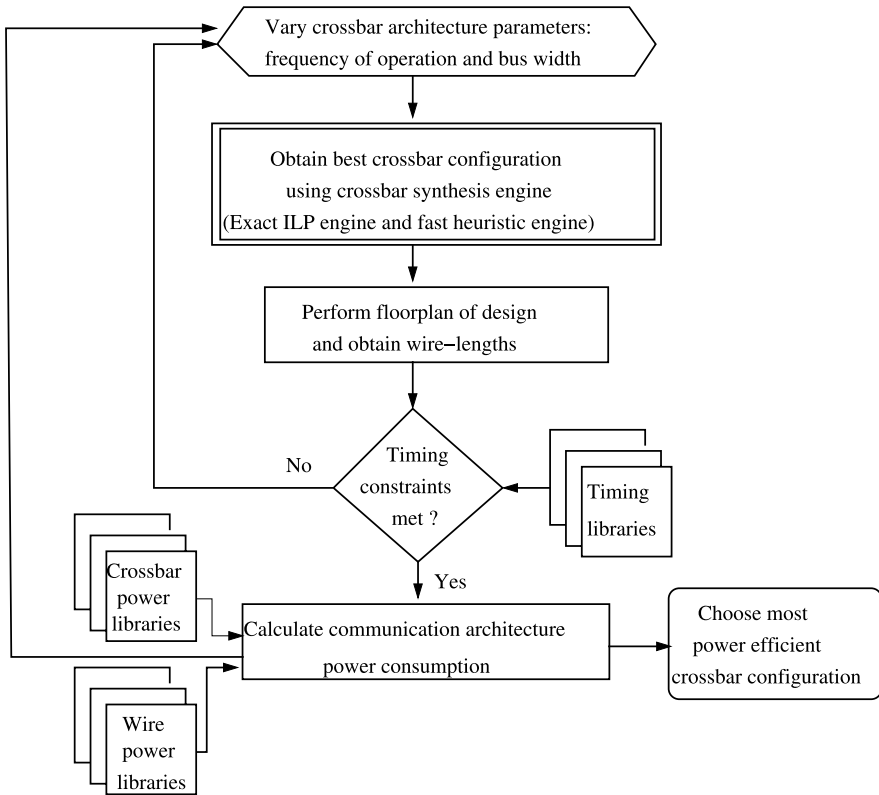 Vary crossbar architecture parameters:
frequency of operation and bus width
Obtain best crossbar configuration
using crossbar synthesis engine
(Exact ILP engine and fast heuristic engine)
Perform floorplan of design
and obtain wire−lengths
Timing
constraints
met ?
No
Timing
libraries
Yes
Crossbar
power
libraries
Calculate communication architecture
power consumption
Choose most
power efficient
crossbar configuration
Wire
power
libraries